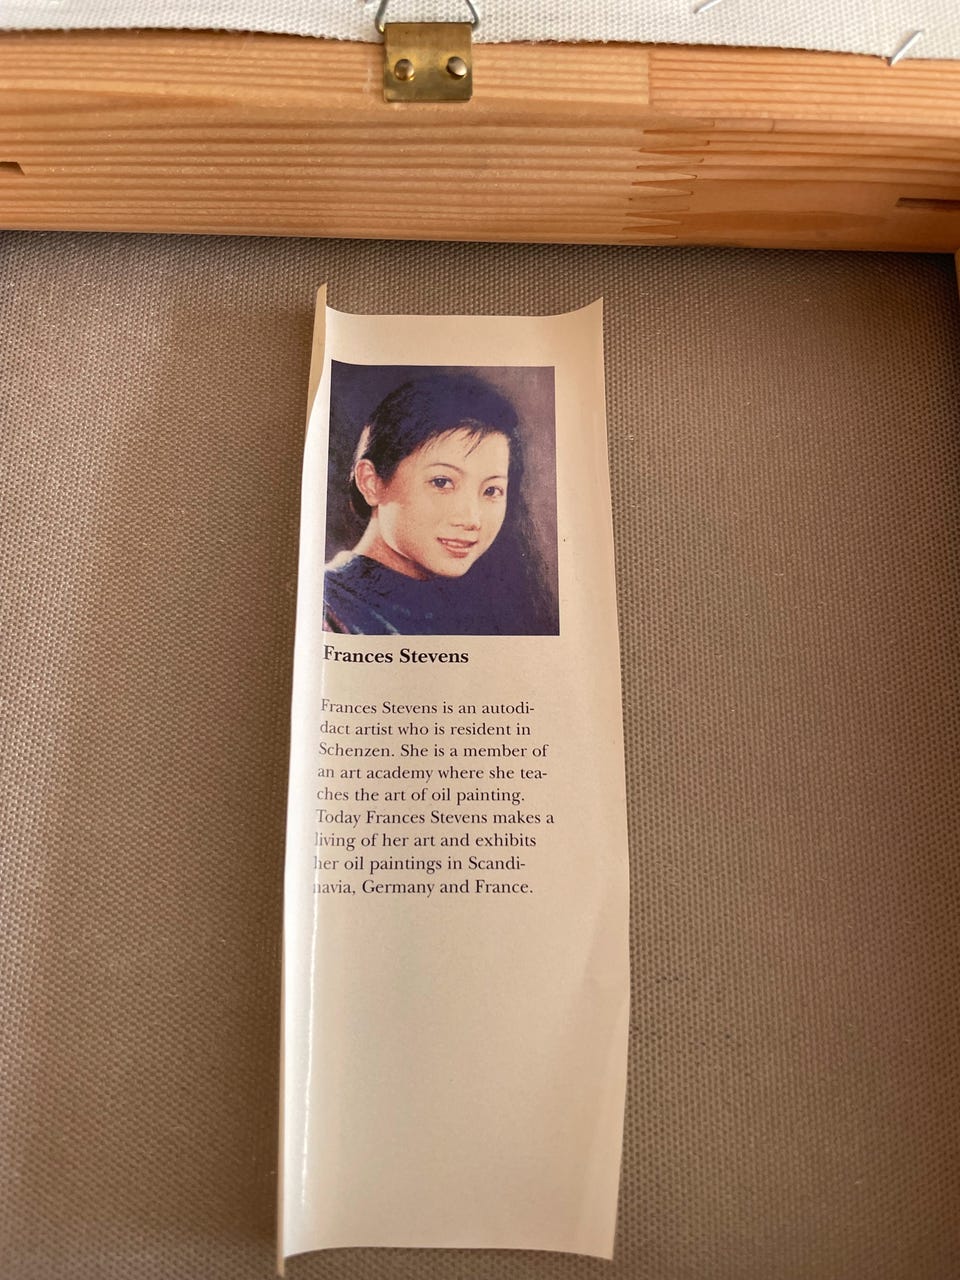 Frances Stevens
Frances Stevens is an autodi-
dact artist who is resident in
Schenzen. She is a member of
an art academy where she tea-
ches the art of oil painting.
Today Frances Stevens makes a
living of her art and exhibits
her oil paintings in Scandi-
navia, Germany and France.